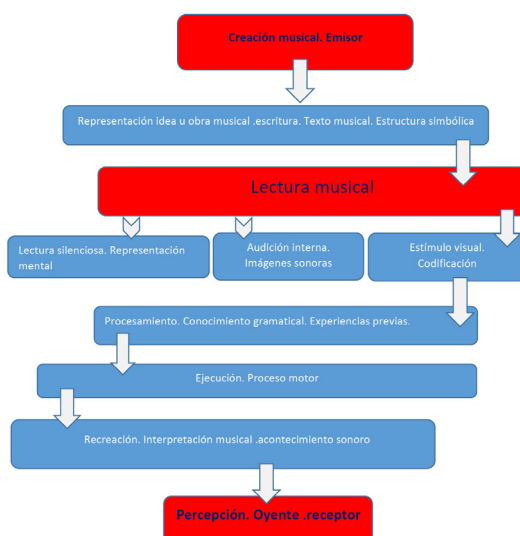 Creación musical. Emisor
Representación idea u obra musical .escritura. Texto musical. Estructura simbólica
Lectura musical
Lectura silenciosa. Representación
mental
Audición interna.
Imágenes sonoras
Estímulo visual.
Codificación
Procesamiento. Conocimiento gramatical. Experiencias previas.
Ejecución. Proceso motor
Recreación. Interpretación musical .acontecimiento sonoro
Percepción. Oyente .receptor